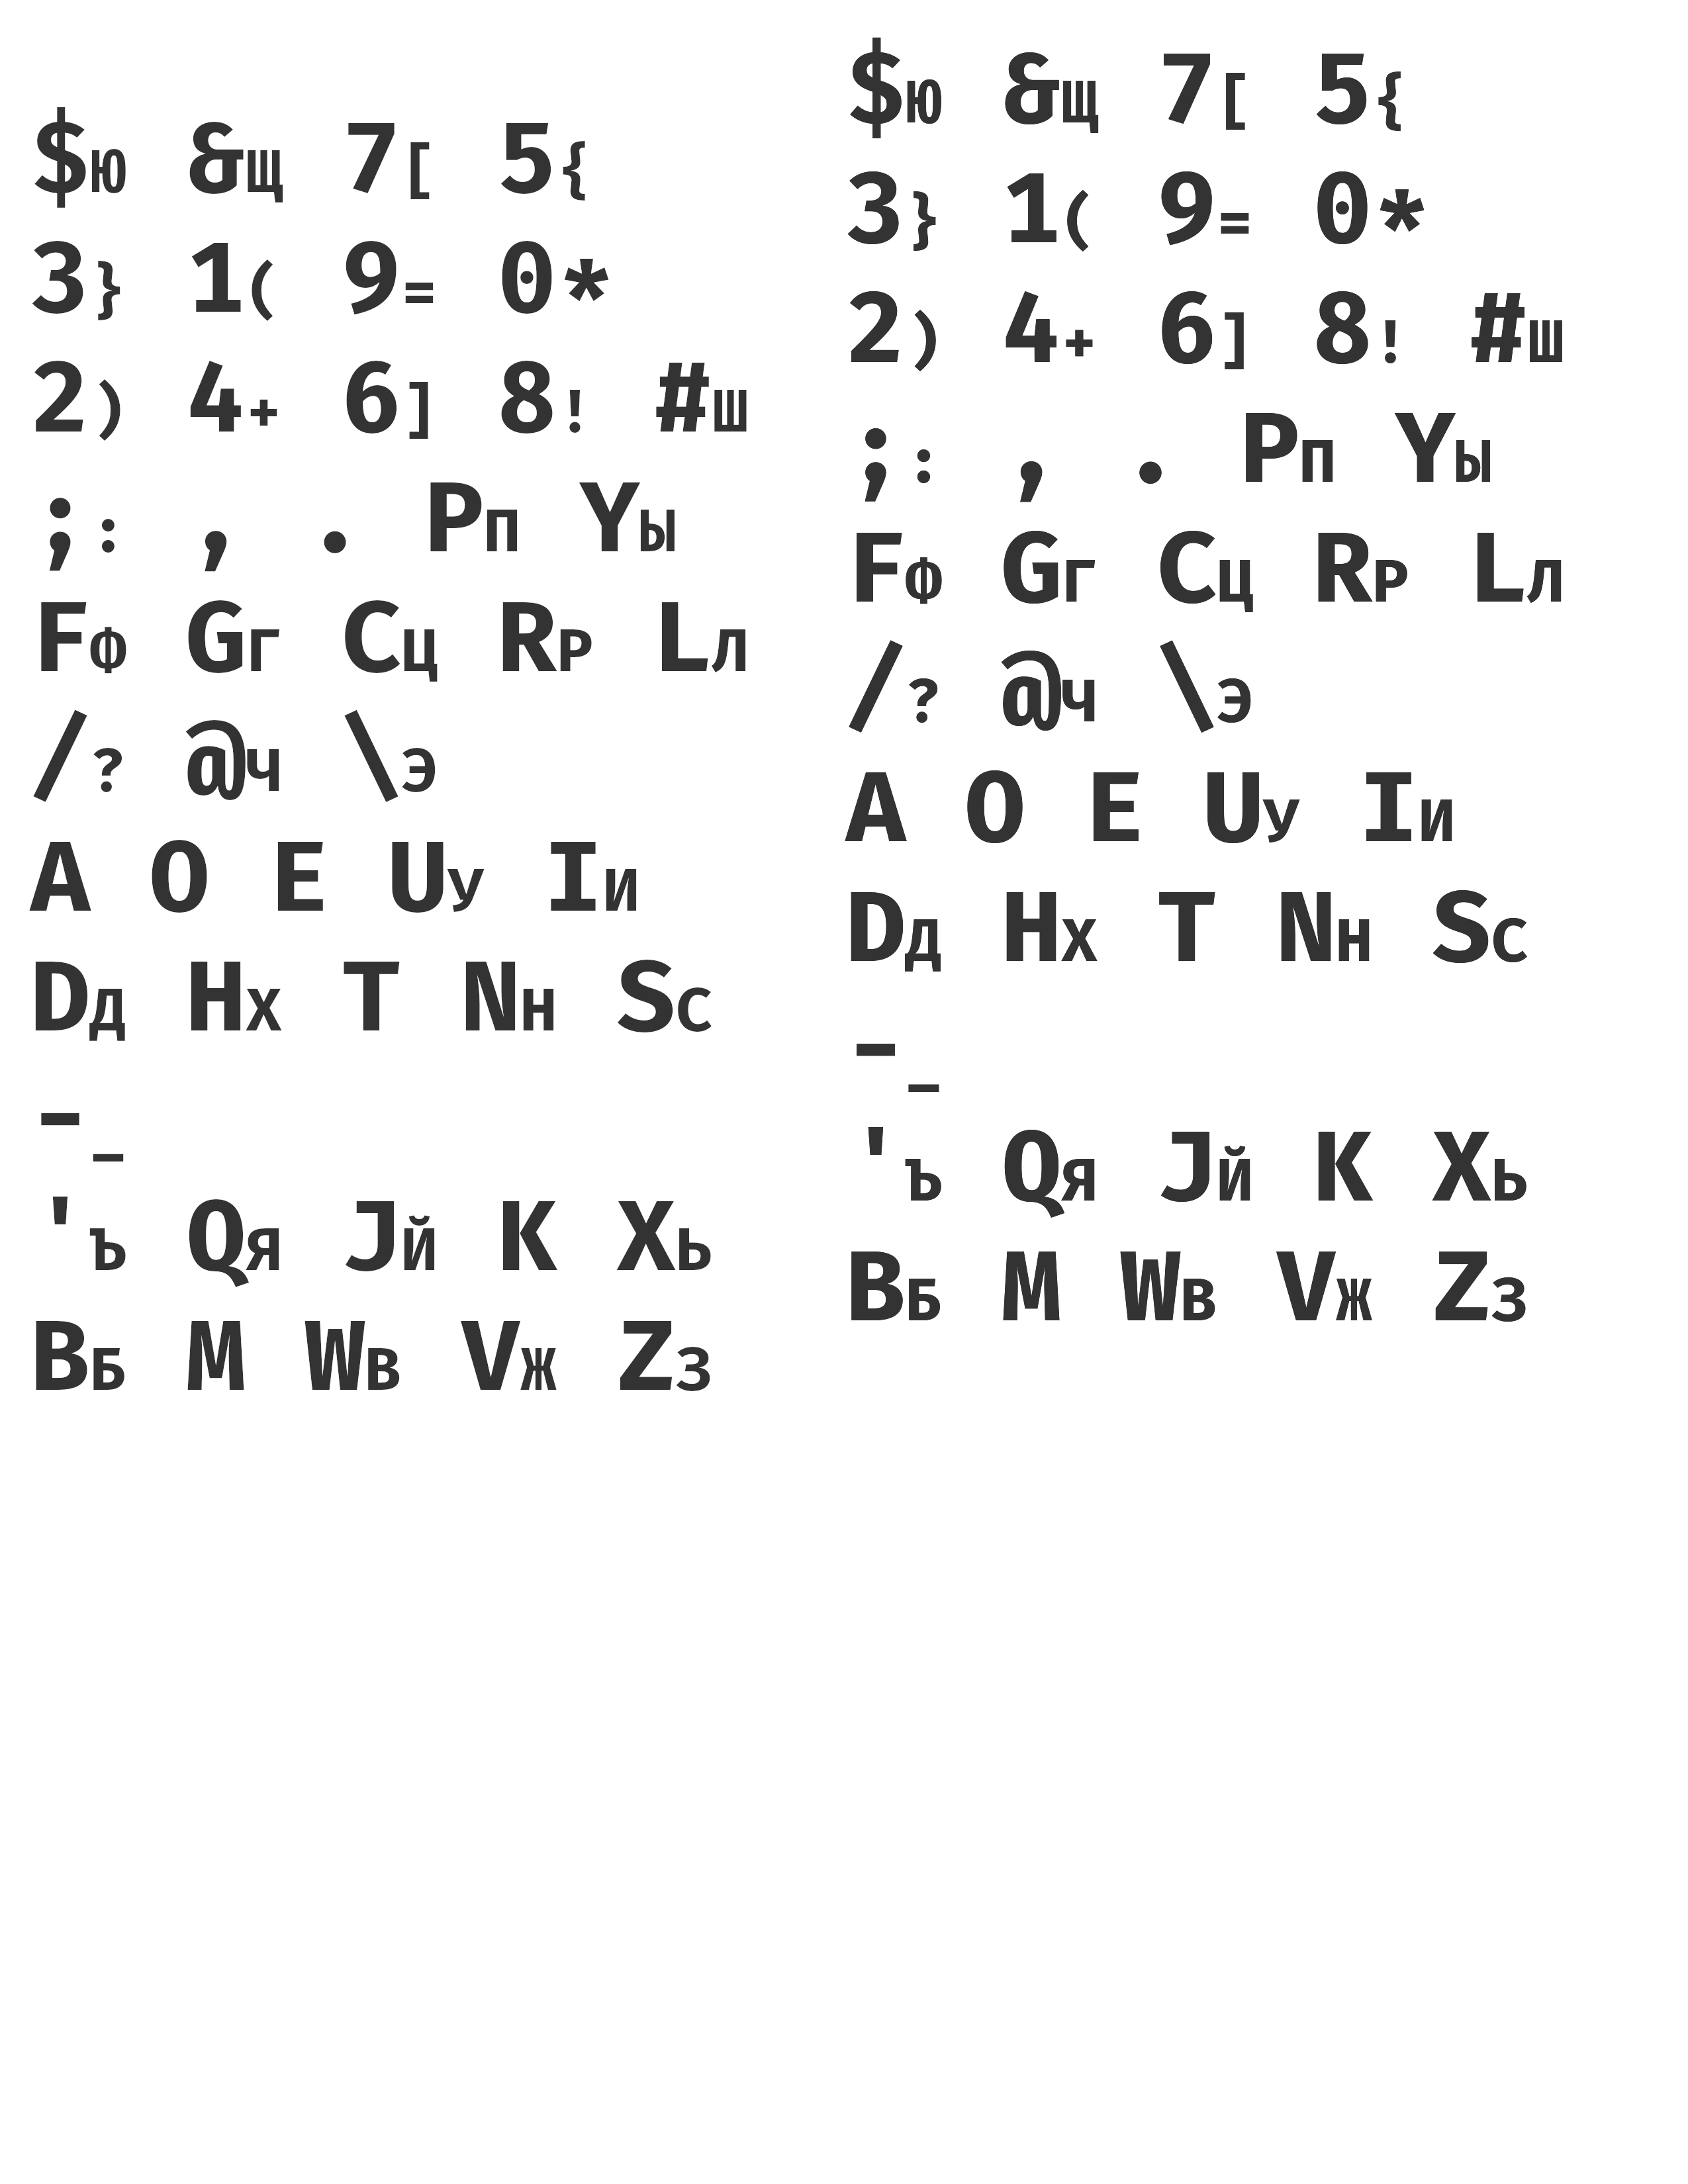 $Ю &Щ 7[ 5{
3} 1( 9= 0*
2) 4+ 6] 8! #Ш
;: , . PП YЫ
FФ GГ CЦ RР LЛ
/? @Ч \Э
A O E UУ IИ
DД HХ T NН SС
-_
'Ъ QЯ JЙ K XЬ
BБ M WВ VЖ ZЗ
$Ю &Щ 7[ 5{
3} 1( 9= 0*
2) 4+ 6] 8! #Ш
;: , . PП YЫ
FФ GГ CЦ RР LЛ
/? @Ч \Э
A O E UУ IИ
DД HХ T NН SС
-_
'Ъ QЯ JЙ K XЬ
BБ M WВ VЖ ZЗ